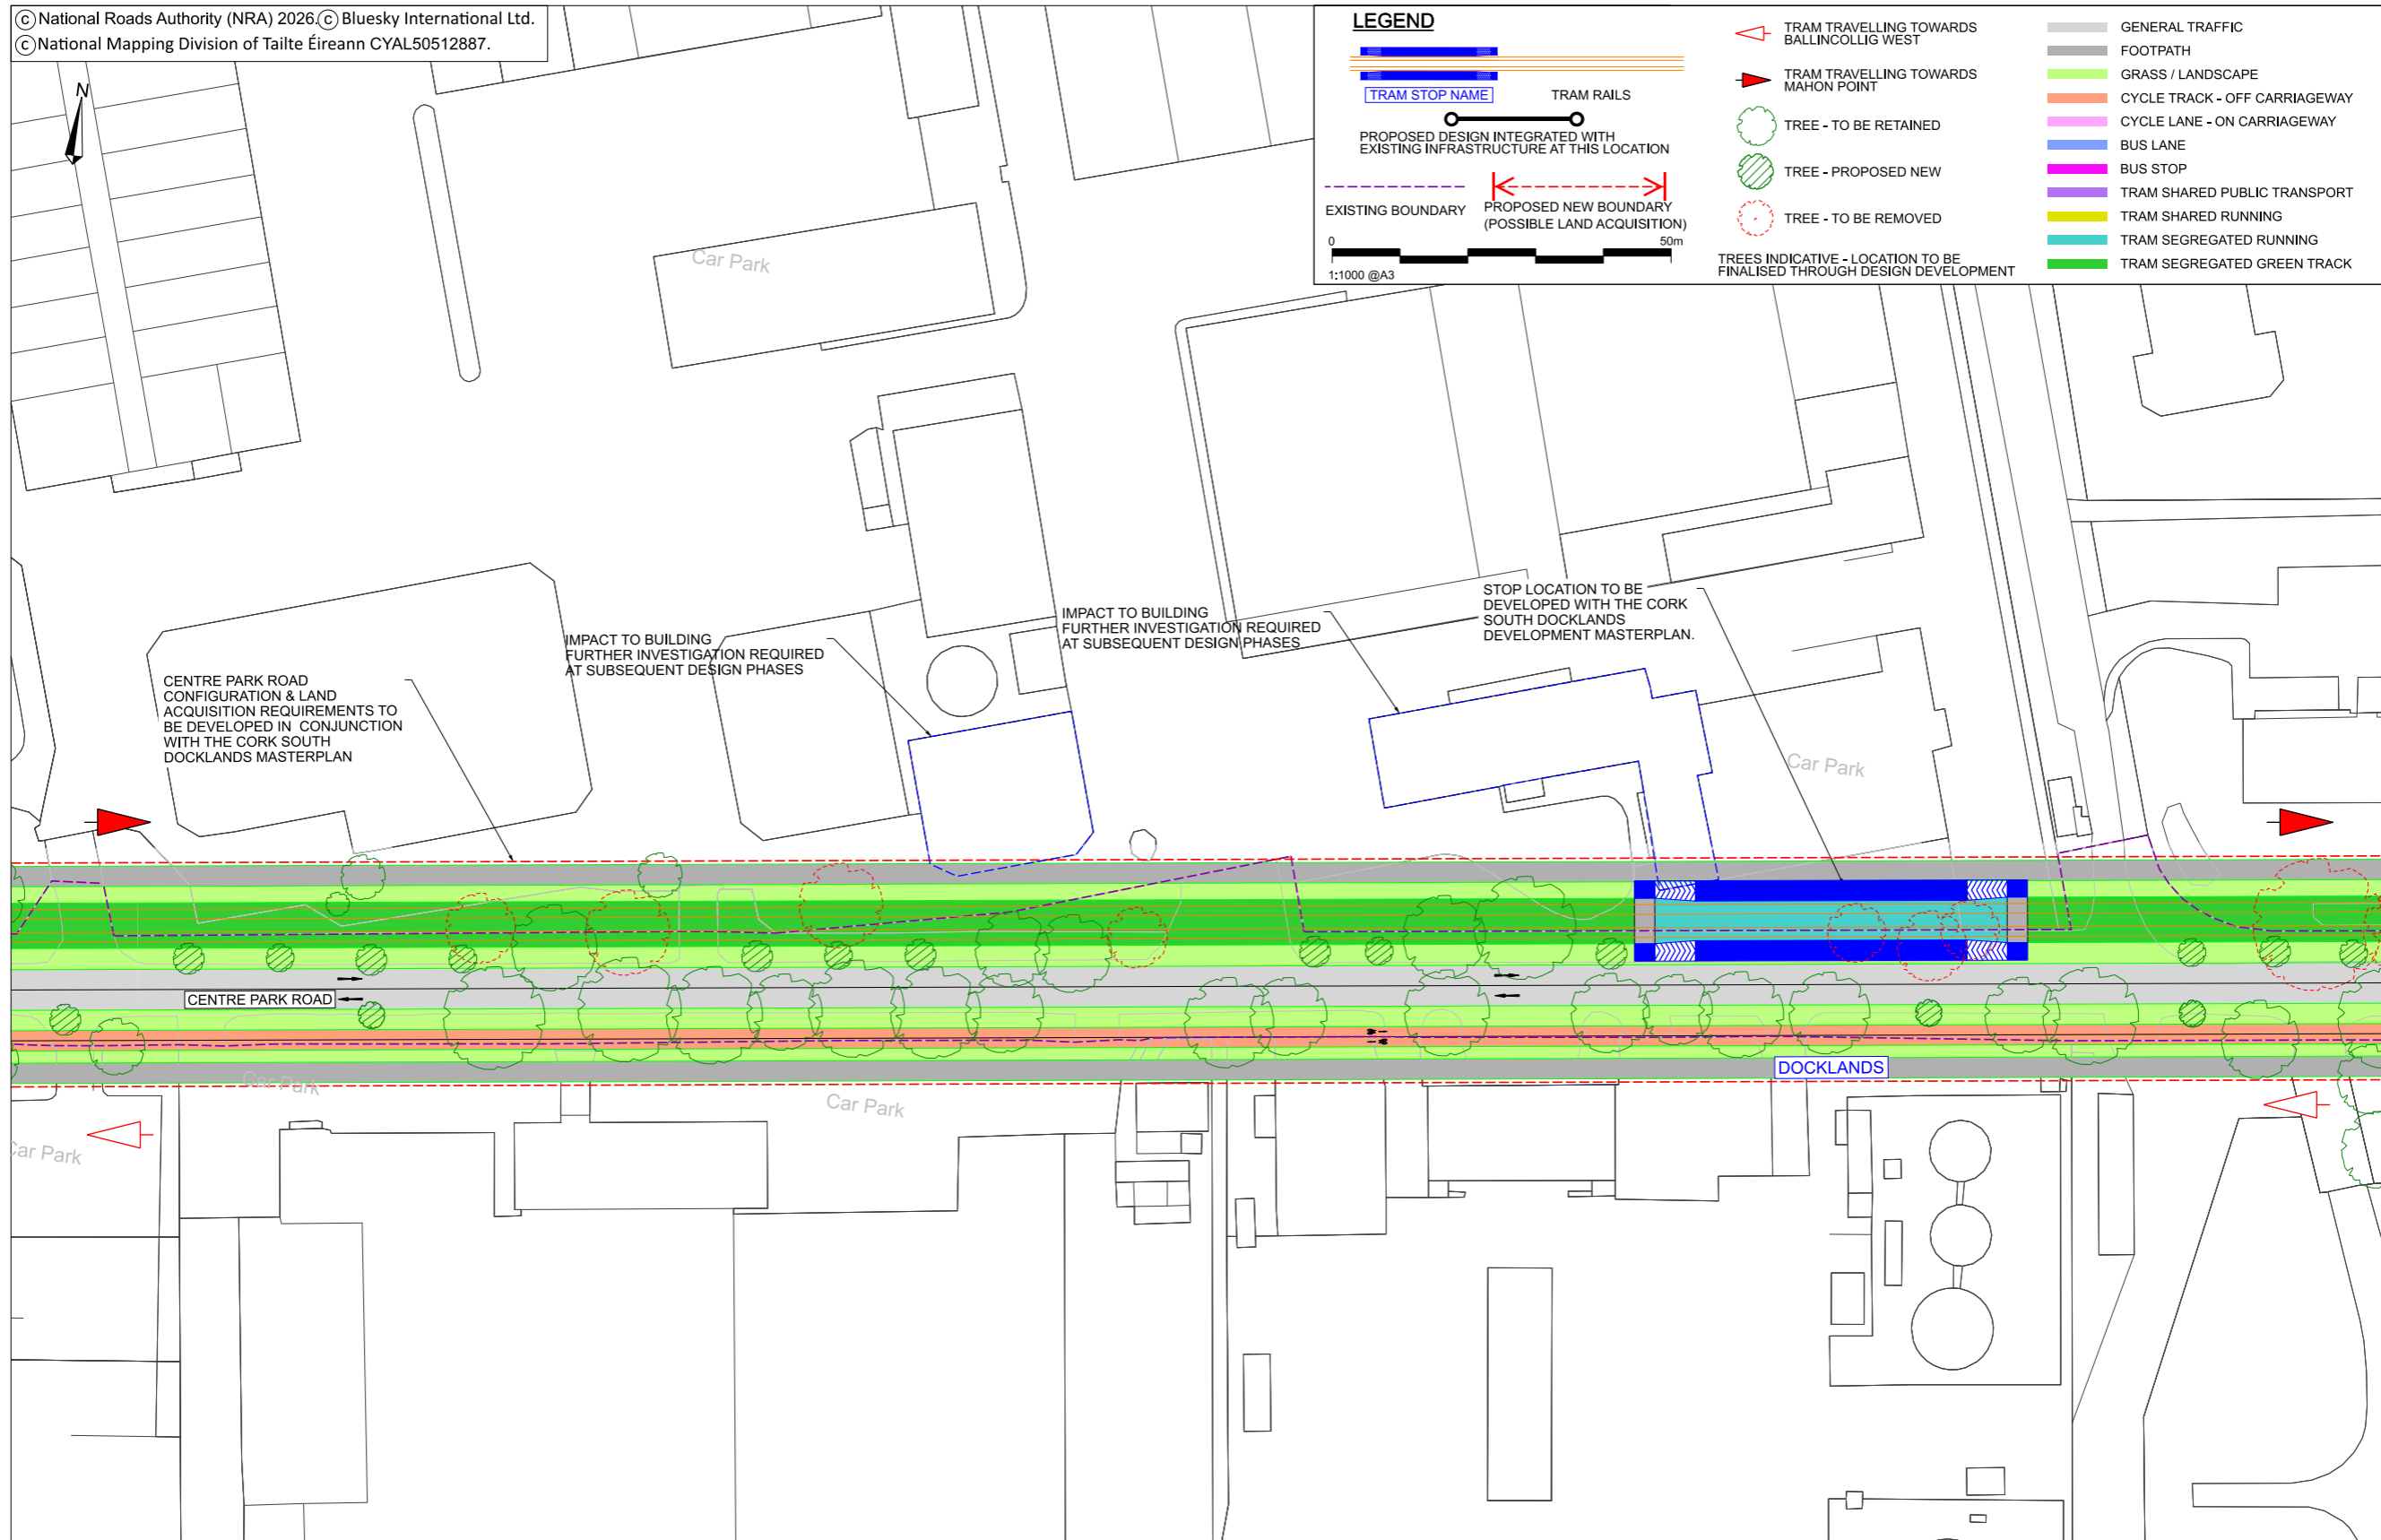 © National Roads Authority (NRA) 2026. © Bluesky International Ltd.
© National Mapping Division of Tailte Éireann CYAL50512887.
N
LEGEND
TRAM STOP NAME
TRAM RAILS
PROPOSED DESIGN INTEGRATED WITH
EXISTING INFRASTRUCTURE AT THIS LOCATION
EXISTING BOUNDARY
PROPOSED NEW BOUNDARY
(POSSIBLE LAND ACQUISITION)
0 50m
1:1000 @A3
TRAM TRAVELLING TOWARDS
BALLINCOLLIG WEST
TRAM TRAVELLING TOWARDS
MAHON POINT
TREE - TO BE RETAINED
TREE - PROPOSED NEW
TREE - TO BE REMOVED
TREES INDICATIVE - LOCATION TO BE
FINALISED THROUGH DESIGN DEVELOPMENT
GENERAL TRAFFIC
FOOTPATH
GRASS / LANDSCAPE
CYCLE TRACK - OFF CARRIAGEWAY
CYCLE LANE - ON CARRIAGEWAY
BUS LANE
BUS STOP
TRAM SHARED PUBLIC TRANSPORT
TRAM SHARED RUNNING
TRAM SEGREGATED RUNNING
TRAM SEGREGATED GREEN TRACK
Car Park
CENTRE PARK ROAD
CONFIGURATION & LAND
ACQUISITION REQUIREMENTS TO
BE DEVELOPED IN CONJUNCTION
WITH THE CORK SOUTH
DOCKLANDS MASTERPLAN
IMPACT TO BUILDING
FURTHER INVESTIGATION REQUIRED
AT SUBSEQUENT DESIGN PHASES
IMPACT TO BUILDING
FURTHER INVESTIGATION REQUIRED
AT SUBSEQUENT DESIGN PHASES
STOP LOCATION TO BE
DEVELOPED WITH THE CORK
SOUTH DOCKLANDS
DEVELOPMENT MASTERPLAN.
Car Park
CENTRE PARK ROAD
DOCKLANDS
Car Park
Car Park
Car Park